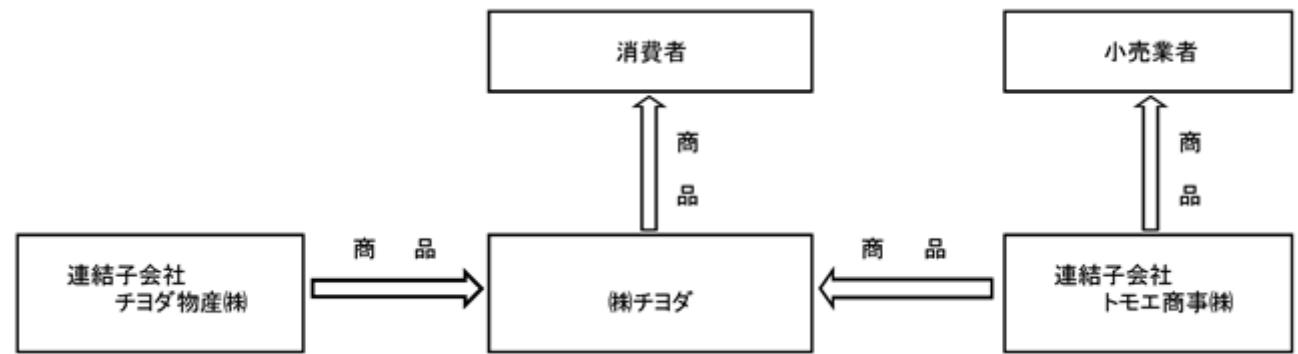 消費者
小売業者
商
品
商
品
商　品
商　品
連結子会社
チヨダ物産㈱
㈱チヨダ
連結子会社
トモエ商事㈱